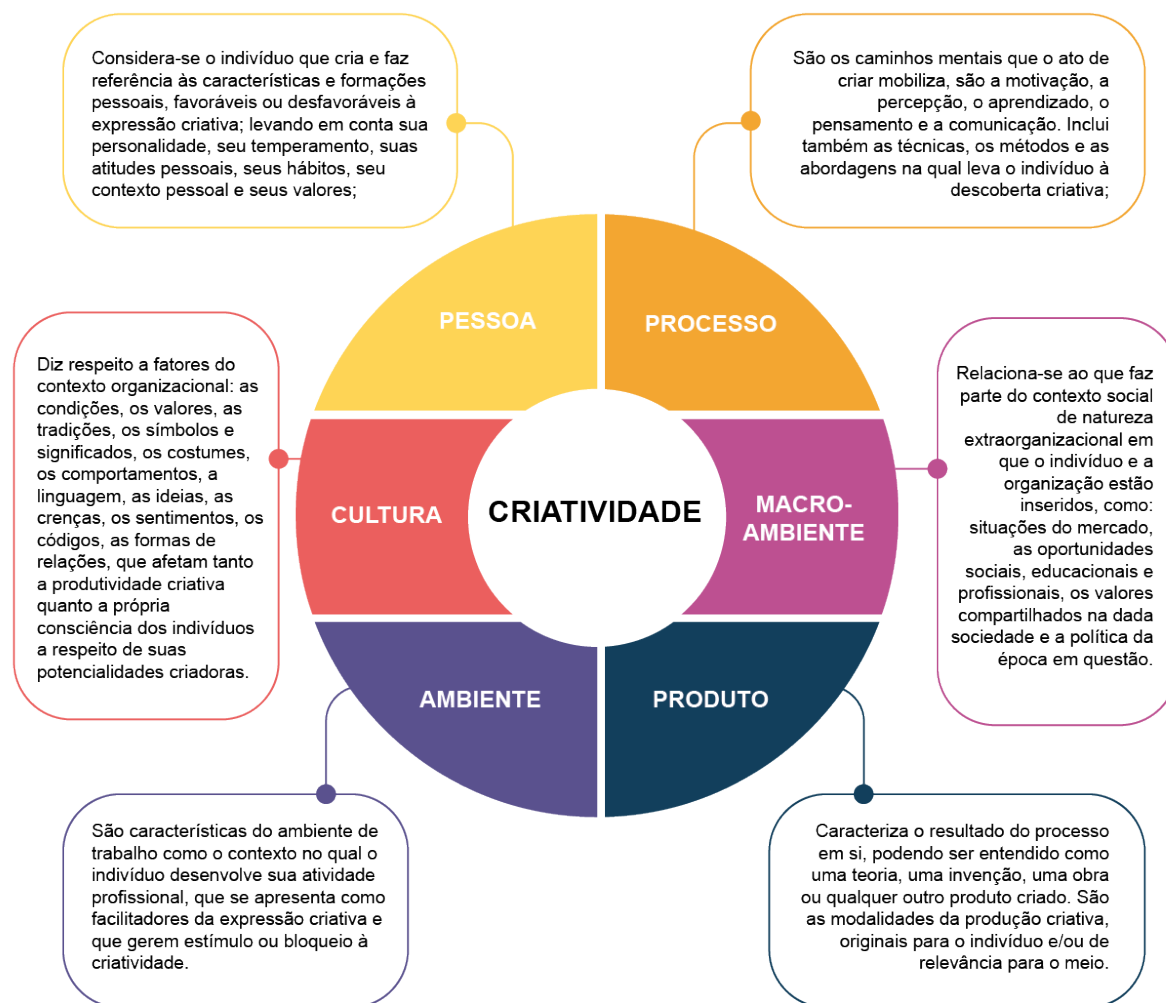 Considera-se o indivíduo que cria e faz
referência às características e formações
pessoais, favoráveis ou desfavoráveis à
expressão criativa; levando em conta sua
personalidade, seu temperamento, suas
atitudes pessoais, seus hábitos, seu
contexto pessoal e seus valores;
São os caminhos mentais que o ato de
criar mobiliza, são a motivação, a
percepção, o aprendizado, o
pensamento e a comunicação. Inclui
também as técnicas, os métodos e as
abordagens na qual leva o indivíduo à
descoberta criativa;
PESSOA
PROCESSO
Diz respeito a fatores do
contexto organizacional: as
condições, os valores, as
tradições, os símbolos e
significados, os costumes,
os comportamentos, a
linguagem, as ideias, as
crenças, os sentimentos, os
códigos, as formas de
relações, que afetam tanto
a produtividade criativa
quanto a própria
consciência dos indivíduos
a respeito de suas
potencialidades criadoras.
CULTURA
CRIATIVIDADE
MACRO-
AMBIENTE
Relaciona-se ao que faz
parte do contexto social
de natureza
extraorganizacional em
que o indivíduo e a
organização estão
inseridos, como:
situações do mercado,
as oportunidades
sociais, educacionais e
profissionais, os valores
compartilhados na dada
sociedade e a política da
época em questão.
AMBIENTE
PRODUTO
São características do ambiente de
trabalho como o contexto no qual o
indivíduo desenvolve sua atividade
profissional, que se apresenta como
facilitadores da expressão criativa e
que gerem estímulo ou bloqueio à
criatividade.
Caracteriza o resultado do processo
em si, podendo ser entendido como
uma teoria, uma invenção, uma obra
ou qualquer outro produto criado. São
as modalidades da produção criativa,
originais para o indivíduo e/ou de
relevância para o meio.